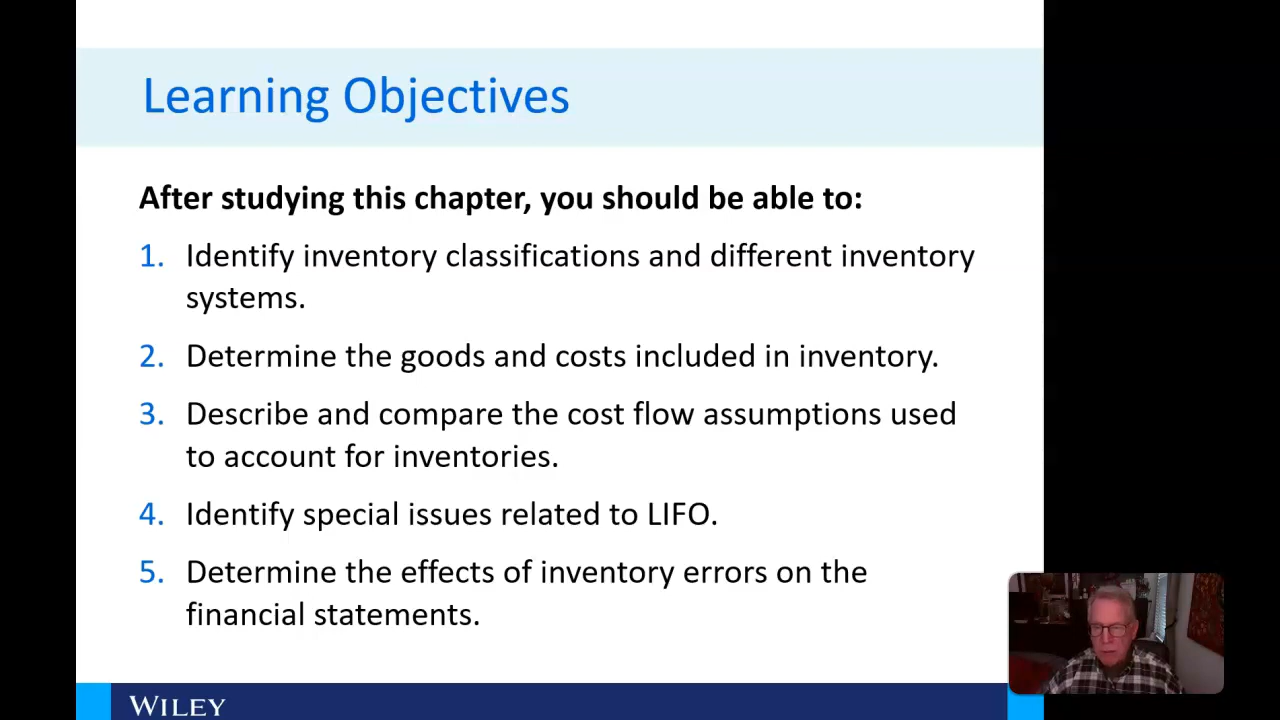 Learning Objectives
After studying this chapter, you should be able to:
1. Identify inventory classifications and different inventory
systems.
2. Determine the goods and costs included in inventory.
3. Describe and compare the cost flow assumptions used
to account for inventories.
4. Identify special issues related to LIFO.
5. Determine the effects of inventory errors on the
financial statements.
WILEY